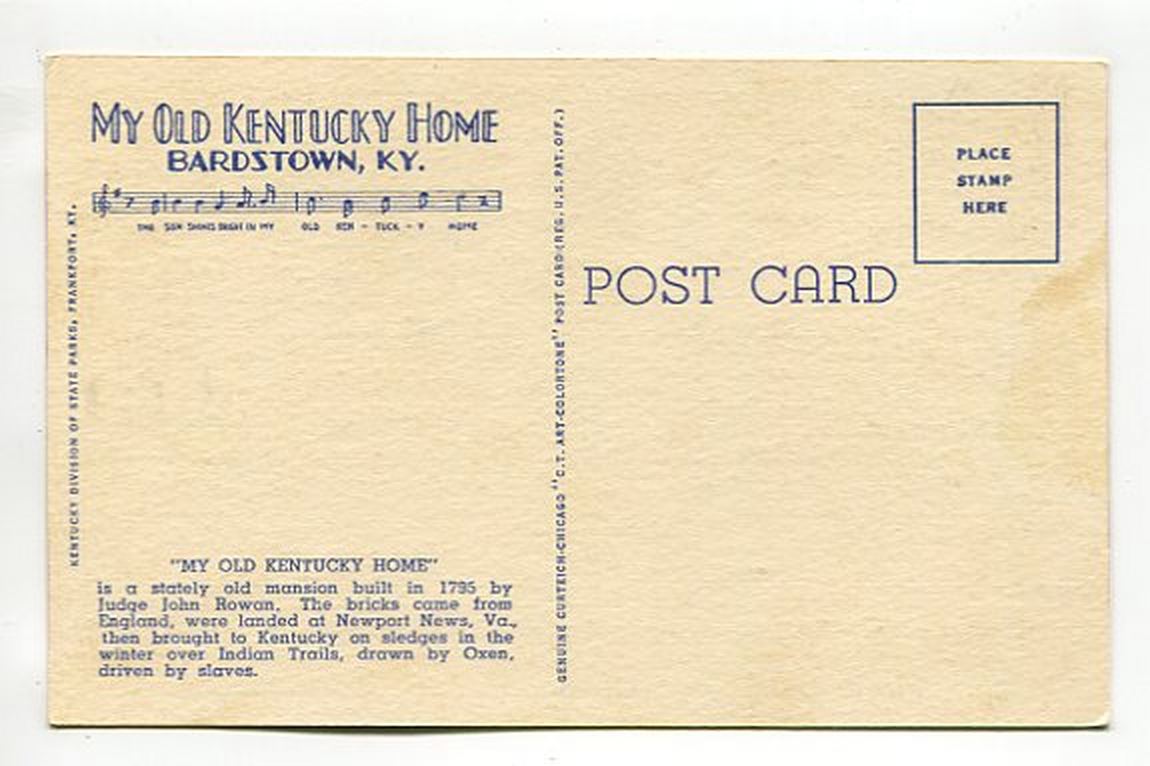 MY OLD KENTUCKY HOME
BARDSTOWN, KY.
THE SUN SHINES BRIGHT IN MY OLD KEN - TUCK - Y HOME
KENTUCKY DIVISION OF STATE PARKS, FRANKFORT, KY.
"MY OLD KENTUCKY HOME"
is a stately old mansion built in 1795 by
Judge John Rowan. The bricks came from
England, were landed at Newport News, Va.,
then brought to Kentucky on sledges in the
winter over Indian Trails, drawn by Oxen,
driven by slaves.
GENUINE CURTEICH-CHICAGO "C.T. ART-COLORTONE" POST CARD (REG. U.S. PAT. OFF.)
POST CARD
PLACE
STAMP
HERE